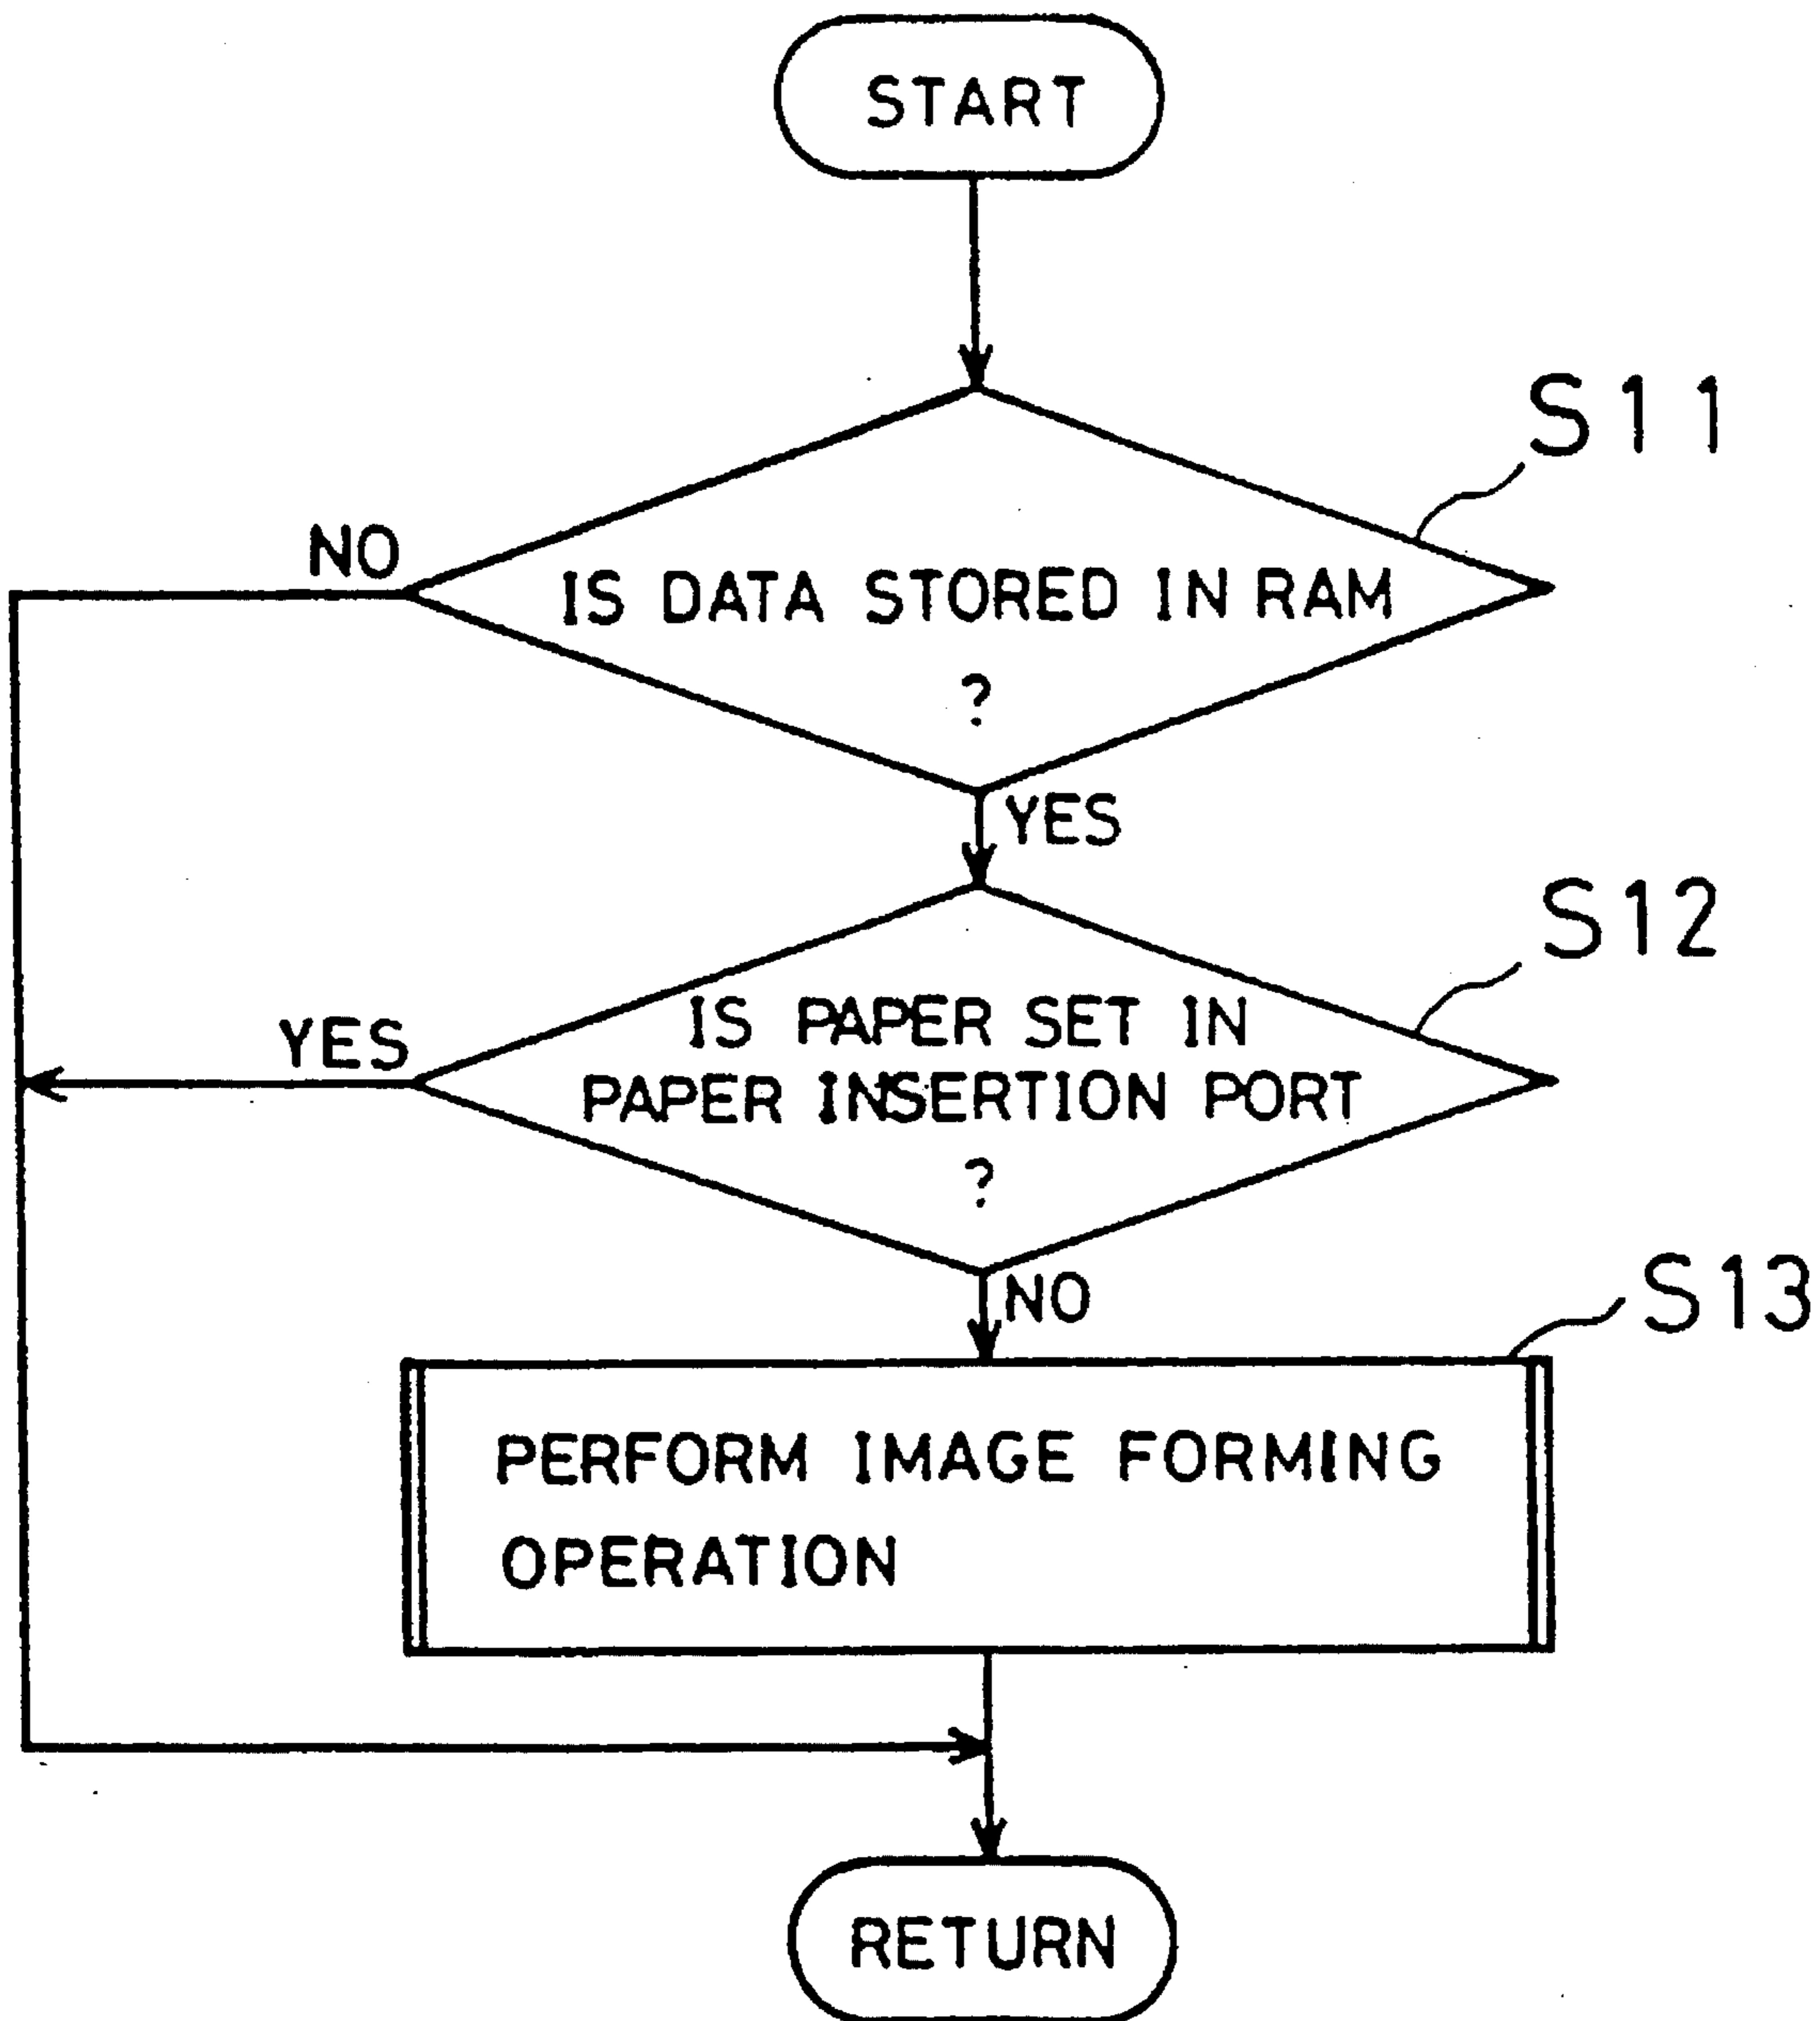 START
S11
NO
IS DATA STORED IN RAM
?
YES
S12
YES
IS PAPER SET IN
PAPER INSERTION PORT
?
NO
S13
PERFORM IMAGE FORMING
OPERATION
RETURN